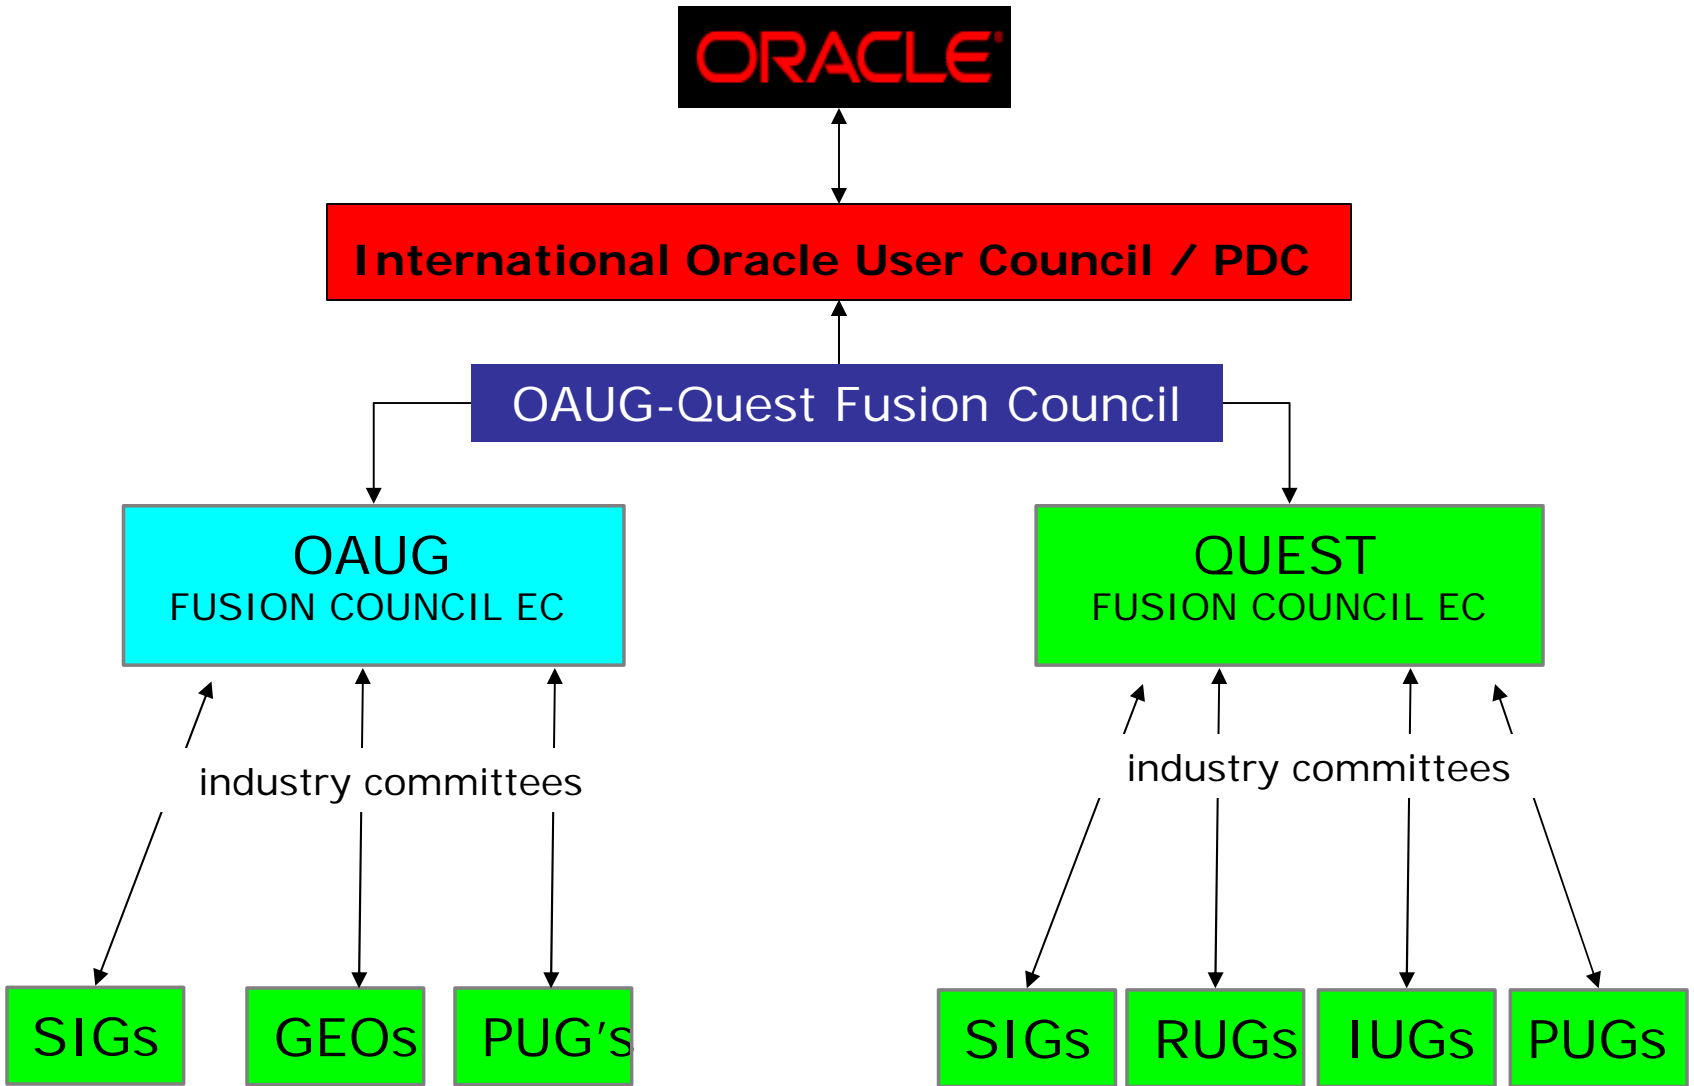 ORACLE®
International Oracle User Council / PDC
OAUG-Quest Fusion Council
OAUG
FUSION COUNCIL EC
QUEST
FUSION COUNCIL EC
industry committees
industry committees
SIGs
GEOs
PUG's
SIGs
RUGs
IUGs
PUGs